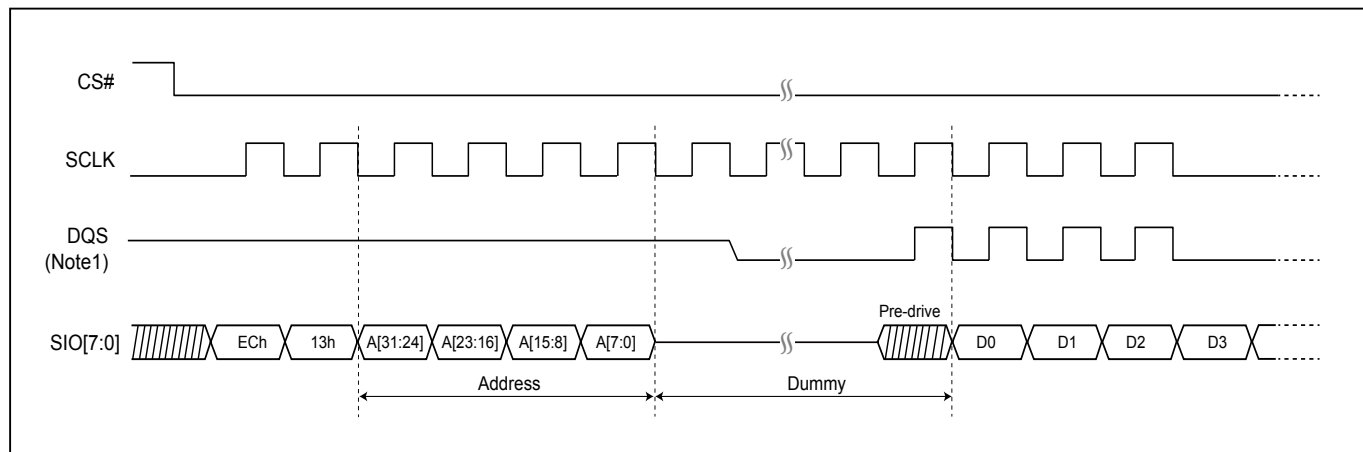 CS#
SCLK
DQS
(Note1)
Pre-drive
SIO[7:0] ECh 13h A[31:24] A[23:16] A[15:8] A[7:0] D0 D1 D2 D3
Address Dummy